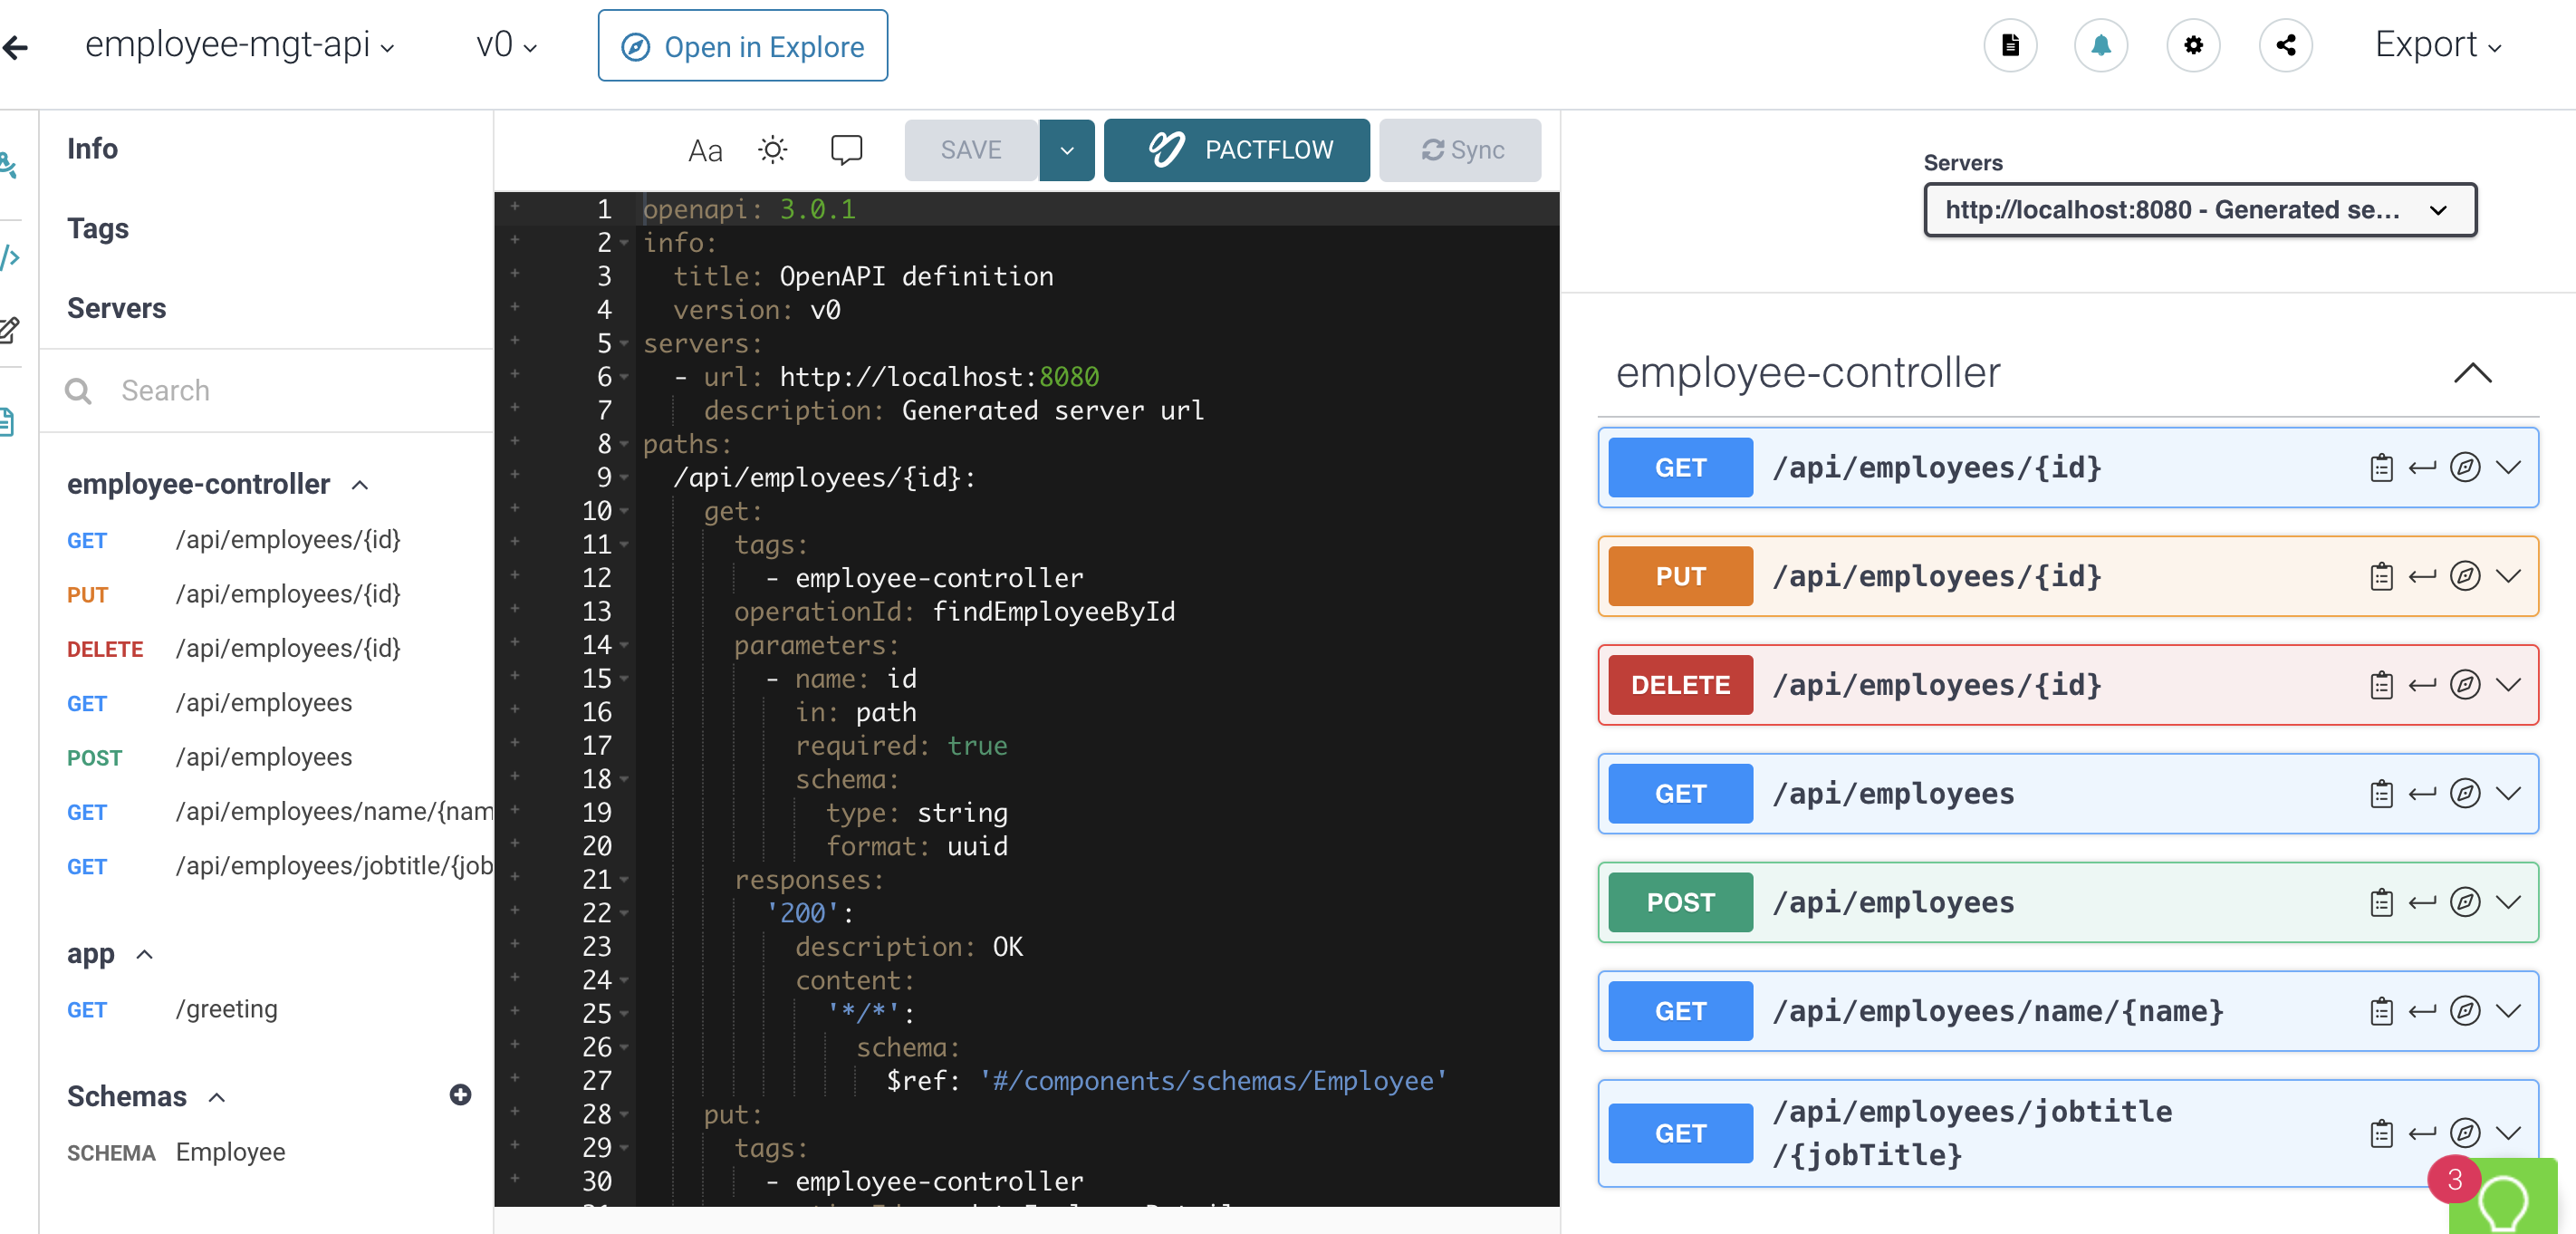 employee-mgt-api
v0
Open in Explore
Export
Info
Tags
Servers
Search
employee-controller
GET /api/employees/{id}
PUT /api/employees/{id}
DELETE /api/employees/{id}
GET /api/employees
POST /api/employees
GET /api/employees/name/{nam
GET /api/employees/jobtitle/{job
app
GET /greeting
Schemas
SCHEMA Employee
Aa
SAVE
PACTFLOW
Sync
1 openapi: 3.0.1
2 info:
3 title: OpenAPI definition
4 version: v0
5 servers:
6 - url: http://localhost:8080
7 description: Generated server url
8 paths:
9 /api/employees/{id}:
10 get:
11 tags:
12 - employee-controller
13 operationId: findEmployeeById
14 parameters:
15 - name: id
16 in: path
17 required: true
18 schema:
19 type: string
20 format: uuid
21 responses:
22 '200':
23 description: OK
24 content:
25 '*/*':
26 schema:
27 $ref: '#/components/schemas/Employee'
28 put:
29 tags:
30 - employee-controller
Servers
http://localhost:8080 - Generated se...
employee-controller
GET /api/employees/{id}
PUT /api/employees/{id}
DELETE /api/employees/{id}
GET /api/employees
POST /api/employees
GET /api/employees/name/{name}
GET /api/employees/jobtitle
/{jobTitle}
3